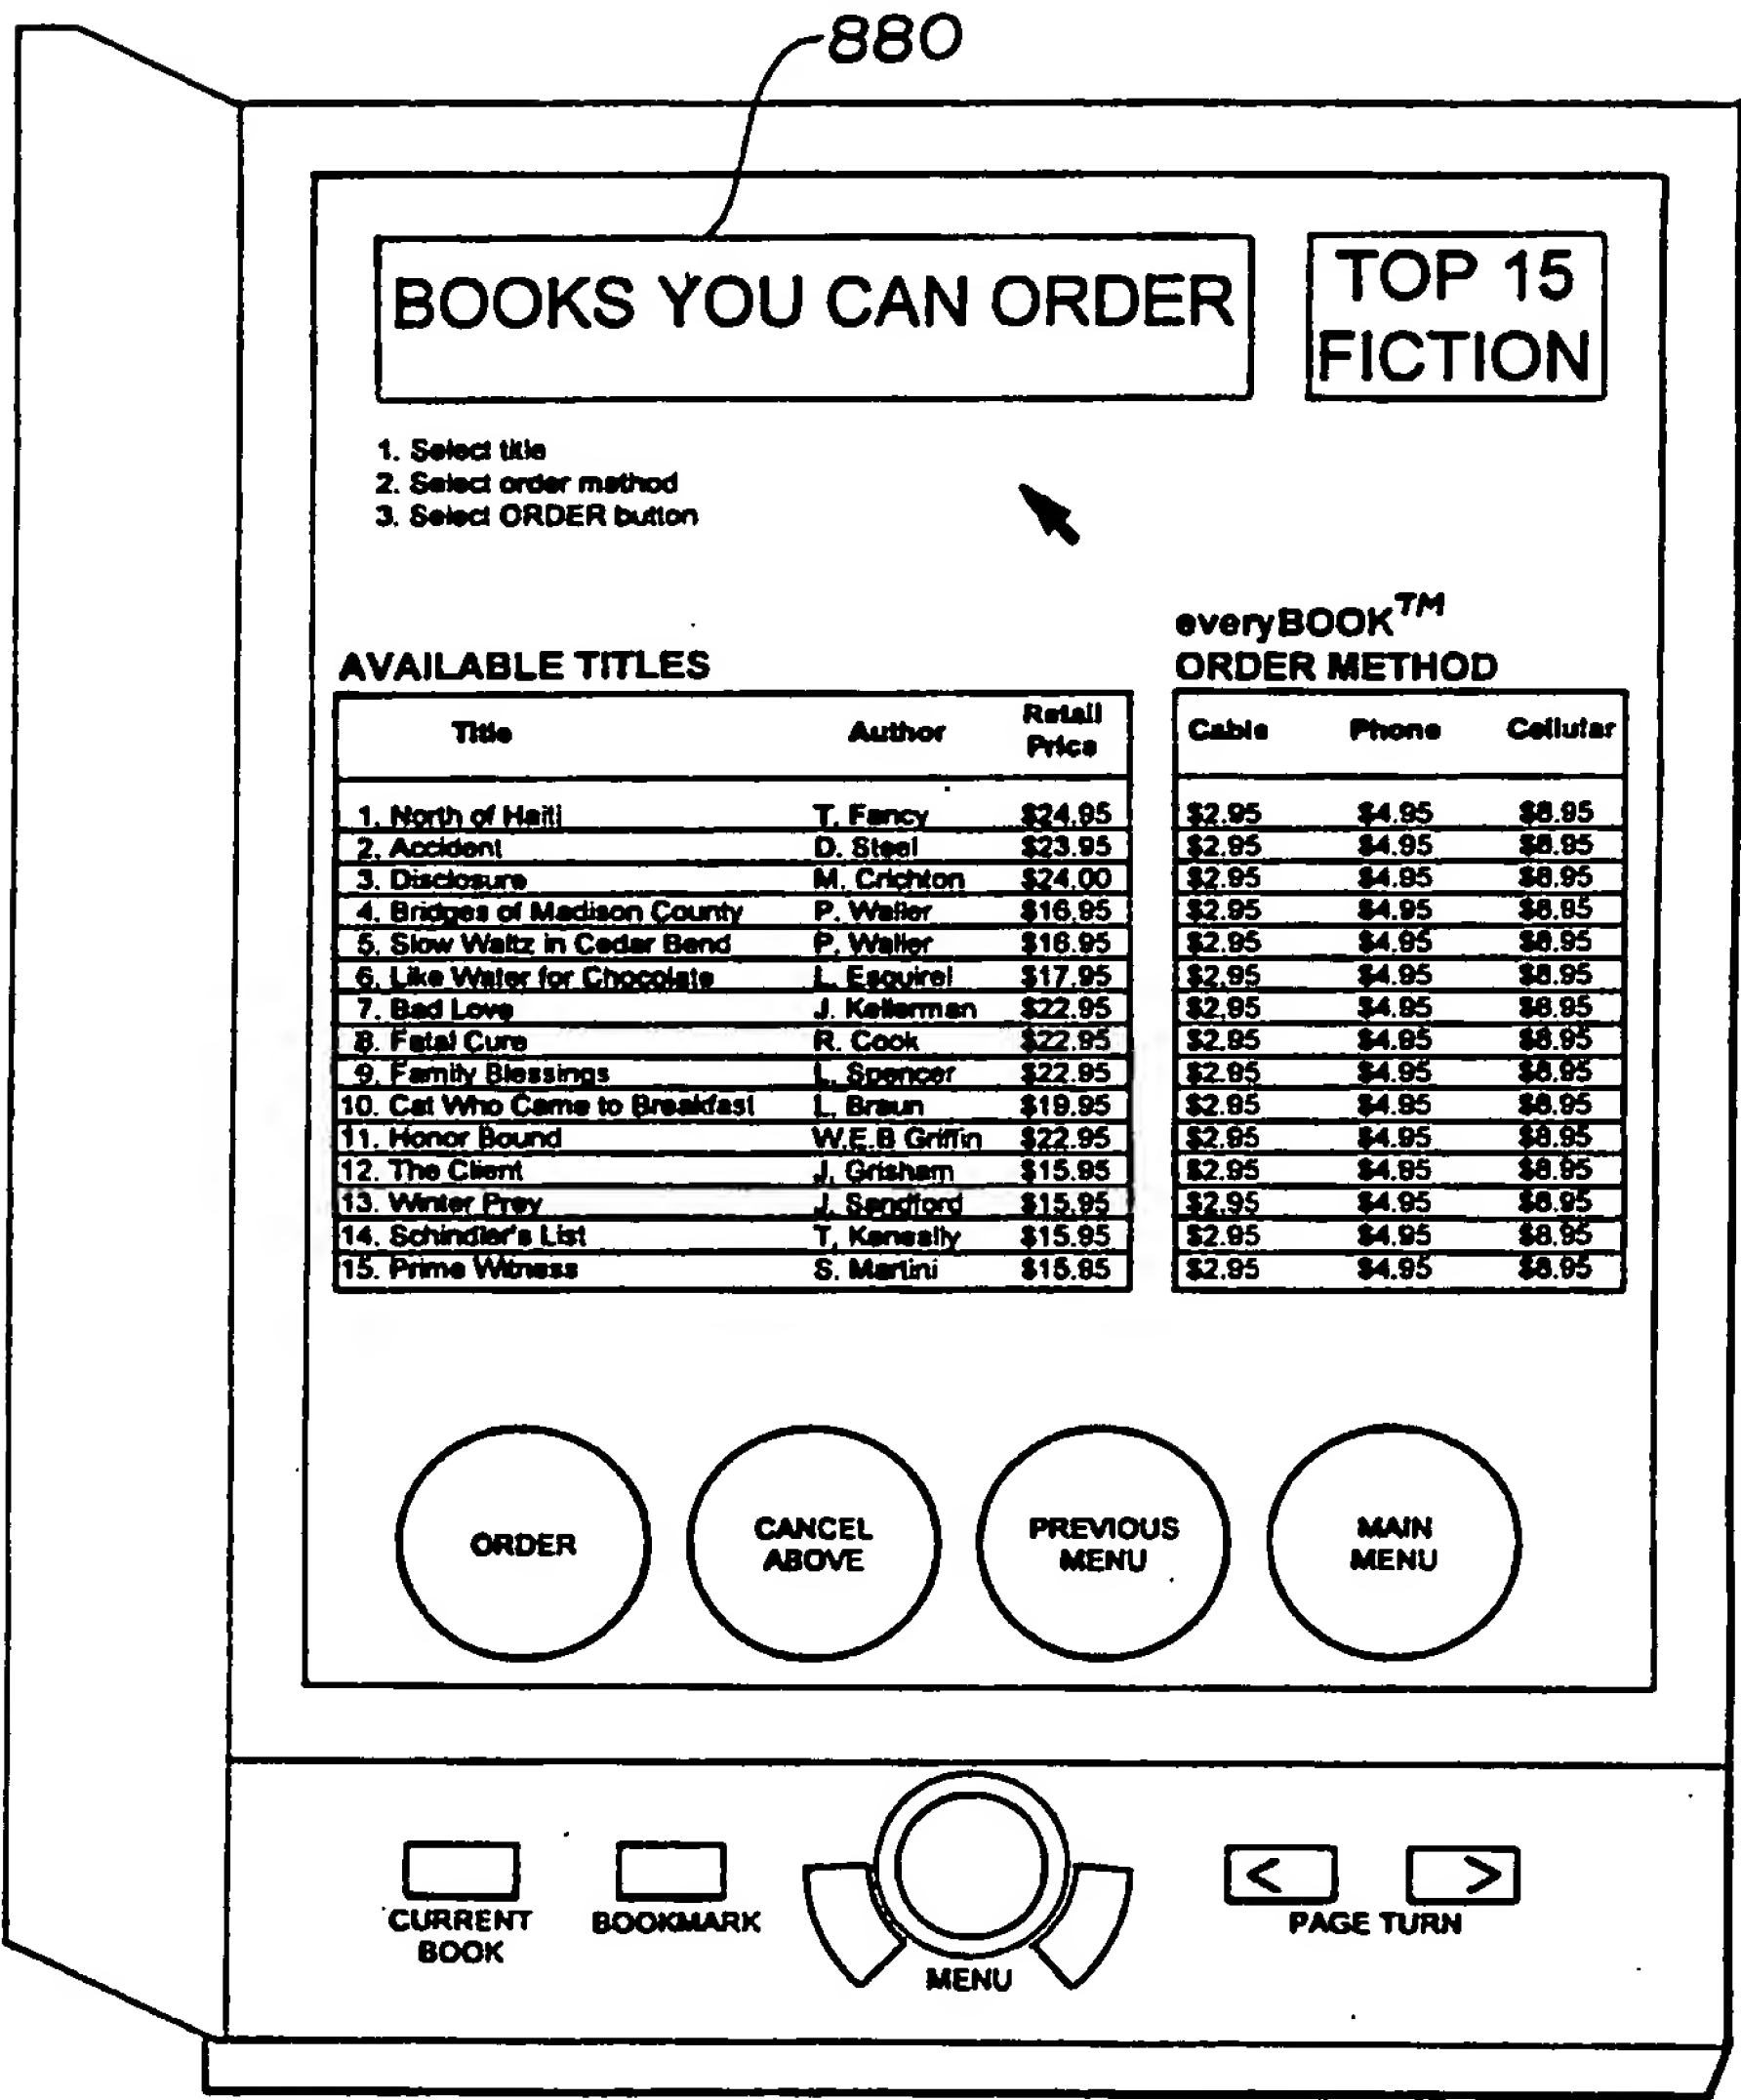 880
BOOKS YOU CAN ORDER
TOP 15
FICTION
1. Select title
2. Select order method
3. Select ORDER button
everyBOOK™
AVAILABLE TITLES
ORDER METHOD
Title Author Retail Price Cable Phone Cellular
1. North of Haiti T. Fancy $24.95 $2.95 $4.95 $8.95
2. Accident D. Steel $23.95 $2.95 $4.95 $8.95
3. Disclosure M. Crichton $24.00 $2.95 $4.95 $8.95
4. Bridges of Madison County P. Waller $16.95 $2.95 $4.95 $8.95
5. Slow Waltz in Cedar Bend P. Waller $16.95 $2.95 $4.95 $8.95
6. Like Water for Chocolate L. Esquirel $17.95 $2.95 $4.95 $8.95
7. Bad Love J. Kellerman $22.95 $2.95 $4.95 $8.95
8. Fatal Cure R. Cook $22.95 $2.95 $4.95 $8.95
9. Family Blessings L. Spencer $22.95 $2.95 $4.95 $8.95
10. Cat Who Came to Breakfast L. Braun $19.95 $2.95 $4.95 $8.95
11. Honor Bound W.E.B Griffin $22.95 $2.95 $4.95 $8.95
12. The Client J. Grisham $15.95 $2.95 $4.95 $8.95
13. Winter Prey J. Sandford $15.95 $2.95 $4.95 $8.95
14. Schindler's List T. Keneally $15.95 $2.95 $4.95 $8.95
15. Prime Witness S. Martini $15.95 $2.95 $4.95 $8.95
ORDER
CANCEL
ABOVE
PREVIOUS
MENU
MAIN
MENU
< >
CURRENT
BOOK
BOOKMARK
MENU
PAGE TURN